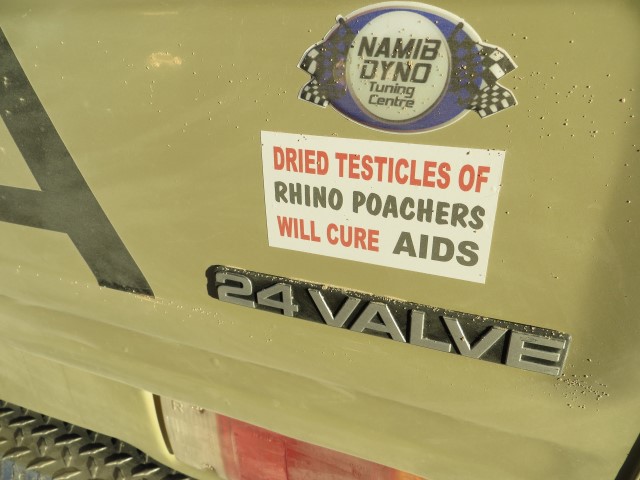 NAMIB
DYNO
Tuning
Centre
DRIED TESTICLES OF
RHINO POACHERS
WILL CURE AIDS
24 VALVE
A